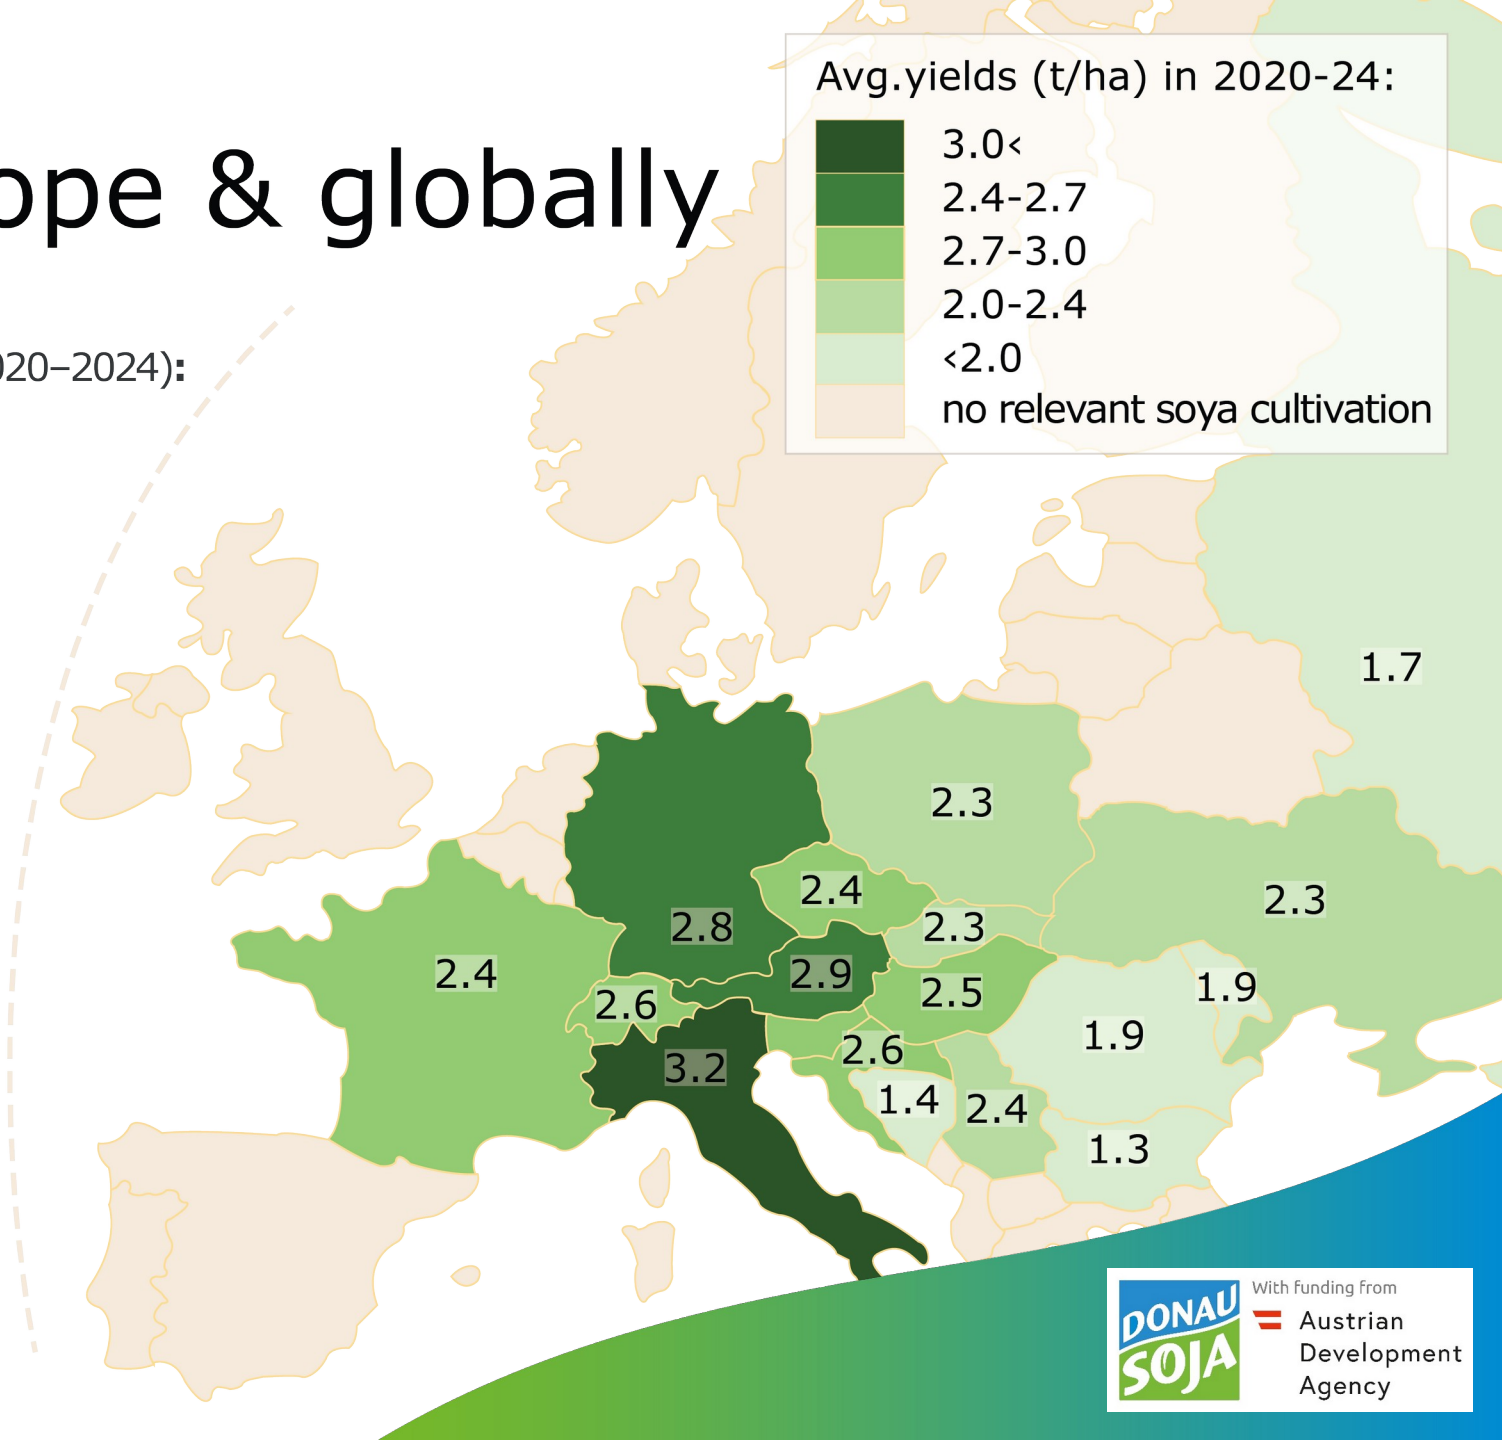 ope & globally
020–2024):
Avg.yields (t/ha) in 2020-24:
3.0<
2.4-2.7
2.7-3.0
2.0-2.4
<2.0
no relevant soya cultivation
1.7
2.3
2.4
2.3
2.8
2.3
2.4
2.9
2.6
2.5
1.9
1.9
2.6
3.2
1.4
2.4
1.3
DONAU
SOJA
With funding from
Austrian
Development
Agency